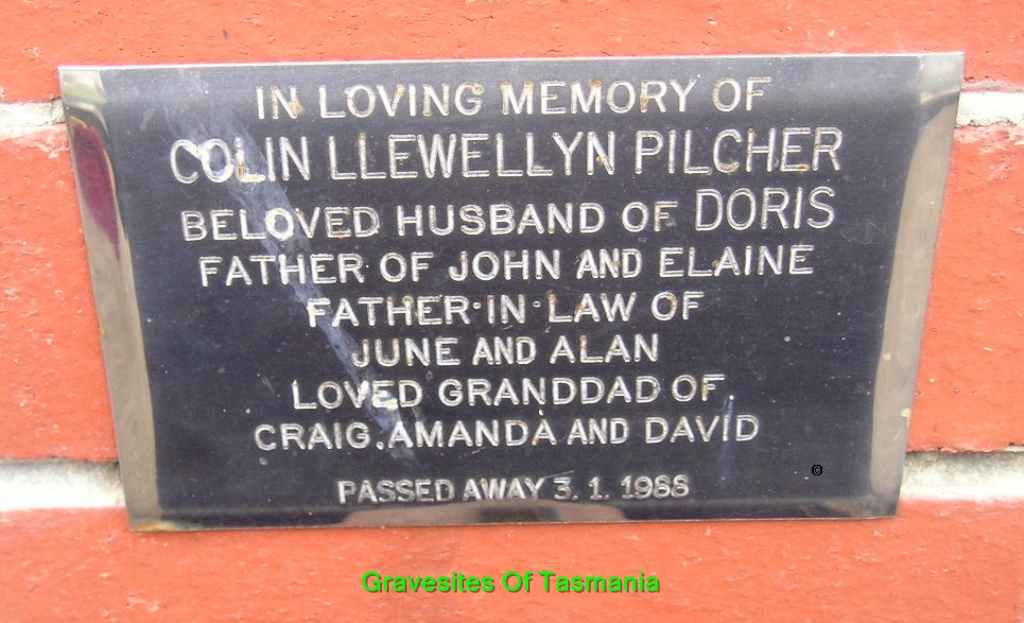 IN LOVING MEMORY OF
COLIN LLEWELLYN PILCHER
BELOVED HUSBAND OF DORIS
FATHER OF JOHN AND ELAINE
FATHER-IN-LAW OF
JUNE AND ALAN
LOVED GRANDDAD OF
CRAIG, AMANDA AND DAVID
©
PASSED AWAY 3. 1. 1988
Gravesites Of Tasmania